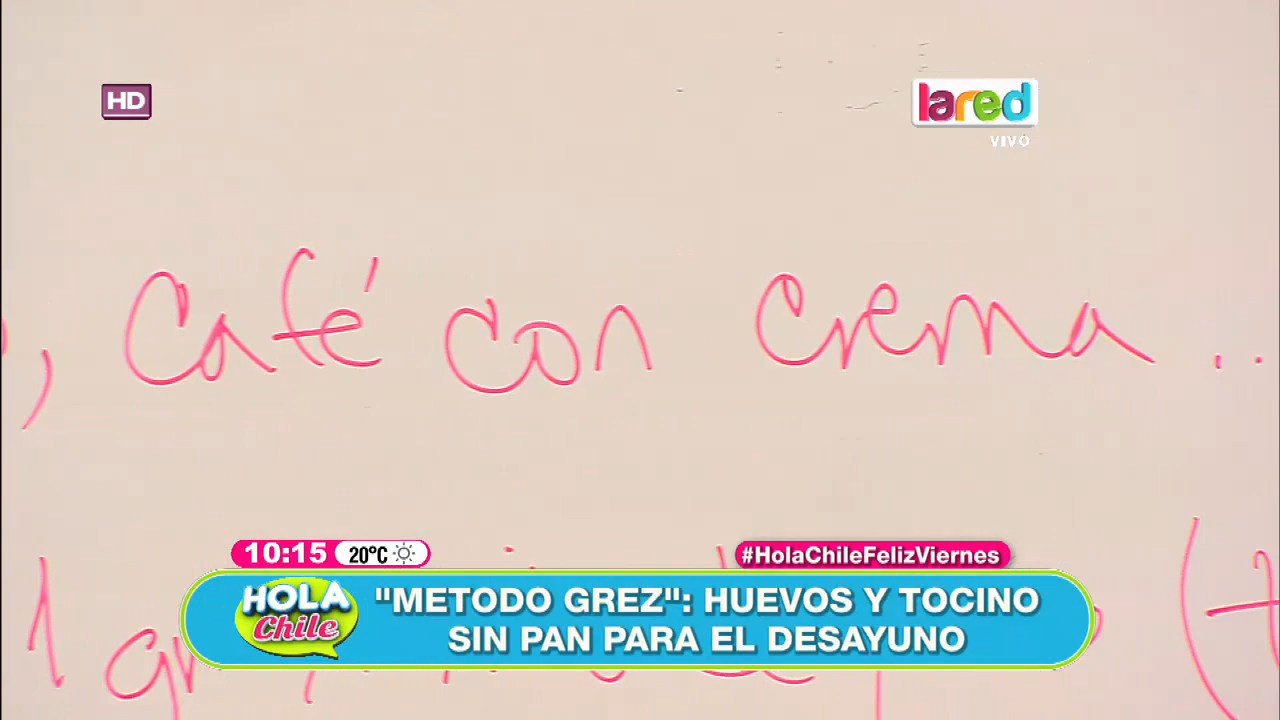 HD
lared
VIVO
, Café con crema ..
10:15 20°C
#HolaChileFelizViernes
HOLA
Chile
"METODO GREZ": HUEVOS Y TOCINO
SIN PAN PARA EL DESAYUNO
1